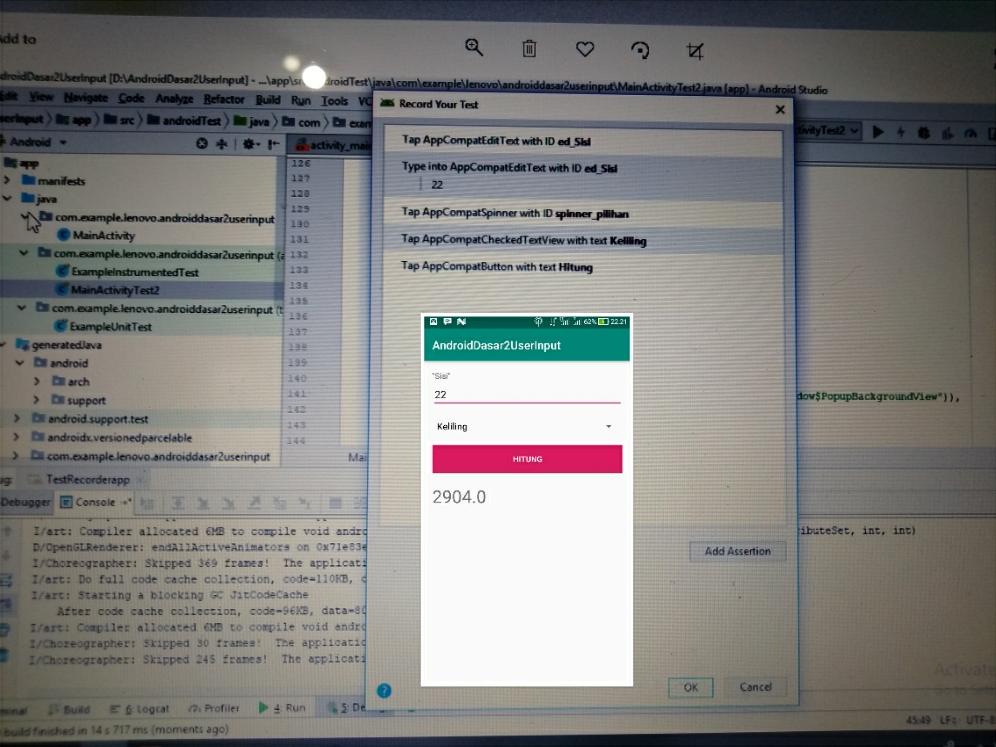 dd to
droidDasar2UserInput [D:\AndroidDasar2UserInput] - ...\app\src\androidTest\java\com\example\lenovo\androiddasar2userinput\MainActivityTest2.java [app] - Android Studio
Edit View Navigate Code Analyze Refactor Build Run Tools VC
serInput app src androidTest java com exam
ivityTest2
Android
activity_mai
app
manifests
java
com.example.lenovo.androiddasar2userinput
MainActivity
com.example.lenovo.androiddasar2userinput (a
ExampleInstrumentedTest
MainActivityTest2
com.example.lenovo.androiddasar2userinput (t
ExampleUnitTest
generatedJava
android
arch
support
android.support.test
androidx.versionedparcelable
com.example.lenovo.androiddasar2userinput
126
127
128
129
130
131
132
133
134
135
136
137
138
139
140
141
142
143
144
dow$PopupBackgroundView")),
Mai
Record Your Test
Tap AppCompatEditText with ID ed_Sisi
Type into AppCompatEditText with ID ed_Sisi
22
Tap AppCompatSpinner with ID spinner_pilihan
Tap AppCompatCheckedTextView with text Keliling
Tap AppCompatButton with text Hitung
62% 22.21
AndroidDasar2UserInput
"Sisi"
22
Keliling
HITUNG
2904.0
Add Assertion
OK
Cancel
ug: TestRecorderapp
Debugger Console
I/art: Compiler allocated 6MB to compile void andro
ibuteSet, int, int)
D/OpenGLRenderer: endAllActiveAnimators on 0x71e83e
I/Choreographer: Skipped 369 frames! The applicati
I/art: Do full code cache collection, code=110KB, d
I/art: Starting a blocking GC JitCodeCache
After code cache collection, code=96KB, data=80
I/art: Compiler allocated 6MB to compile void andro
I/Choreographer: Skipped 30 frames! The applicatio
I/Choreographer: Skipped 245 frames! The applicati
Activate
minal Build 6: Logcat Profiler 4: Run 5: De
build finished in 14 s 717 ms (moments ago)
45:49 LF: UTF-8